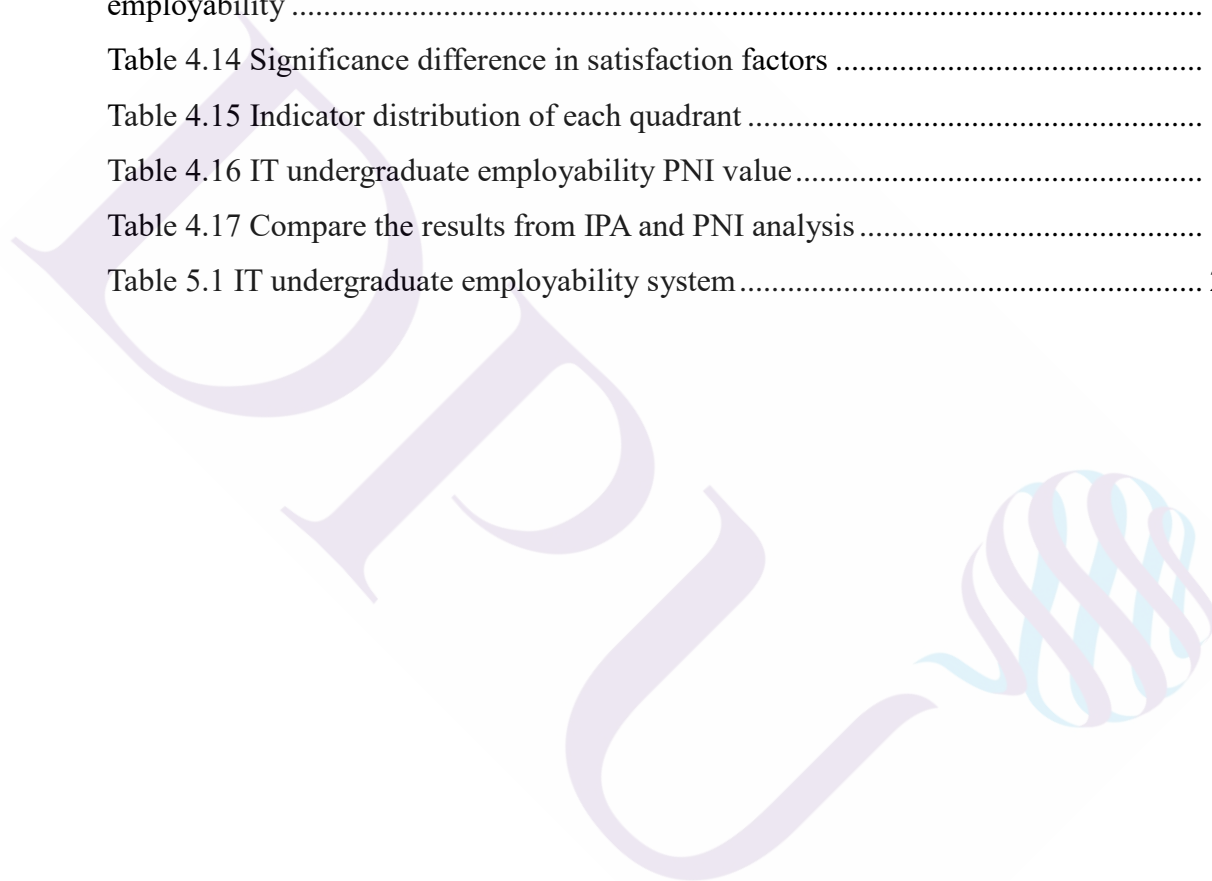 employability ........................................................................................................................
Table 4.14 Significance difference in satisfaction factors ................................................
Table 4.15 Indicator distribution of each quadrant ............................................................
Table 4.16 IT undergraduate employability PNI value ......................................................
Table 4.17 Compare the results from IPA and PNI analysis .............................................
Table 5.1 IT undergraduate employability system .............................................................
DPU